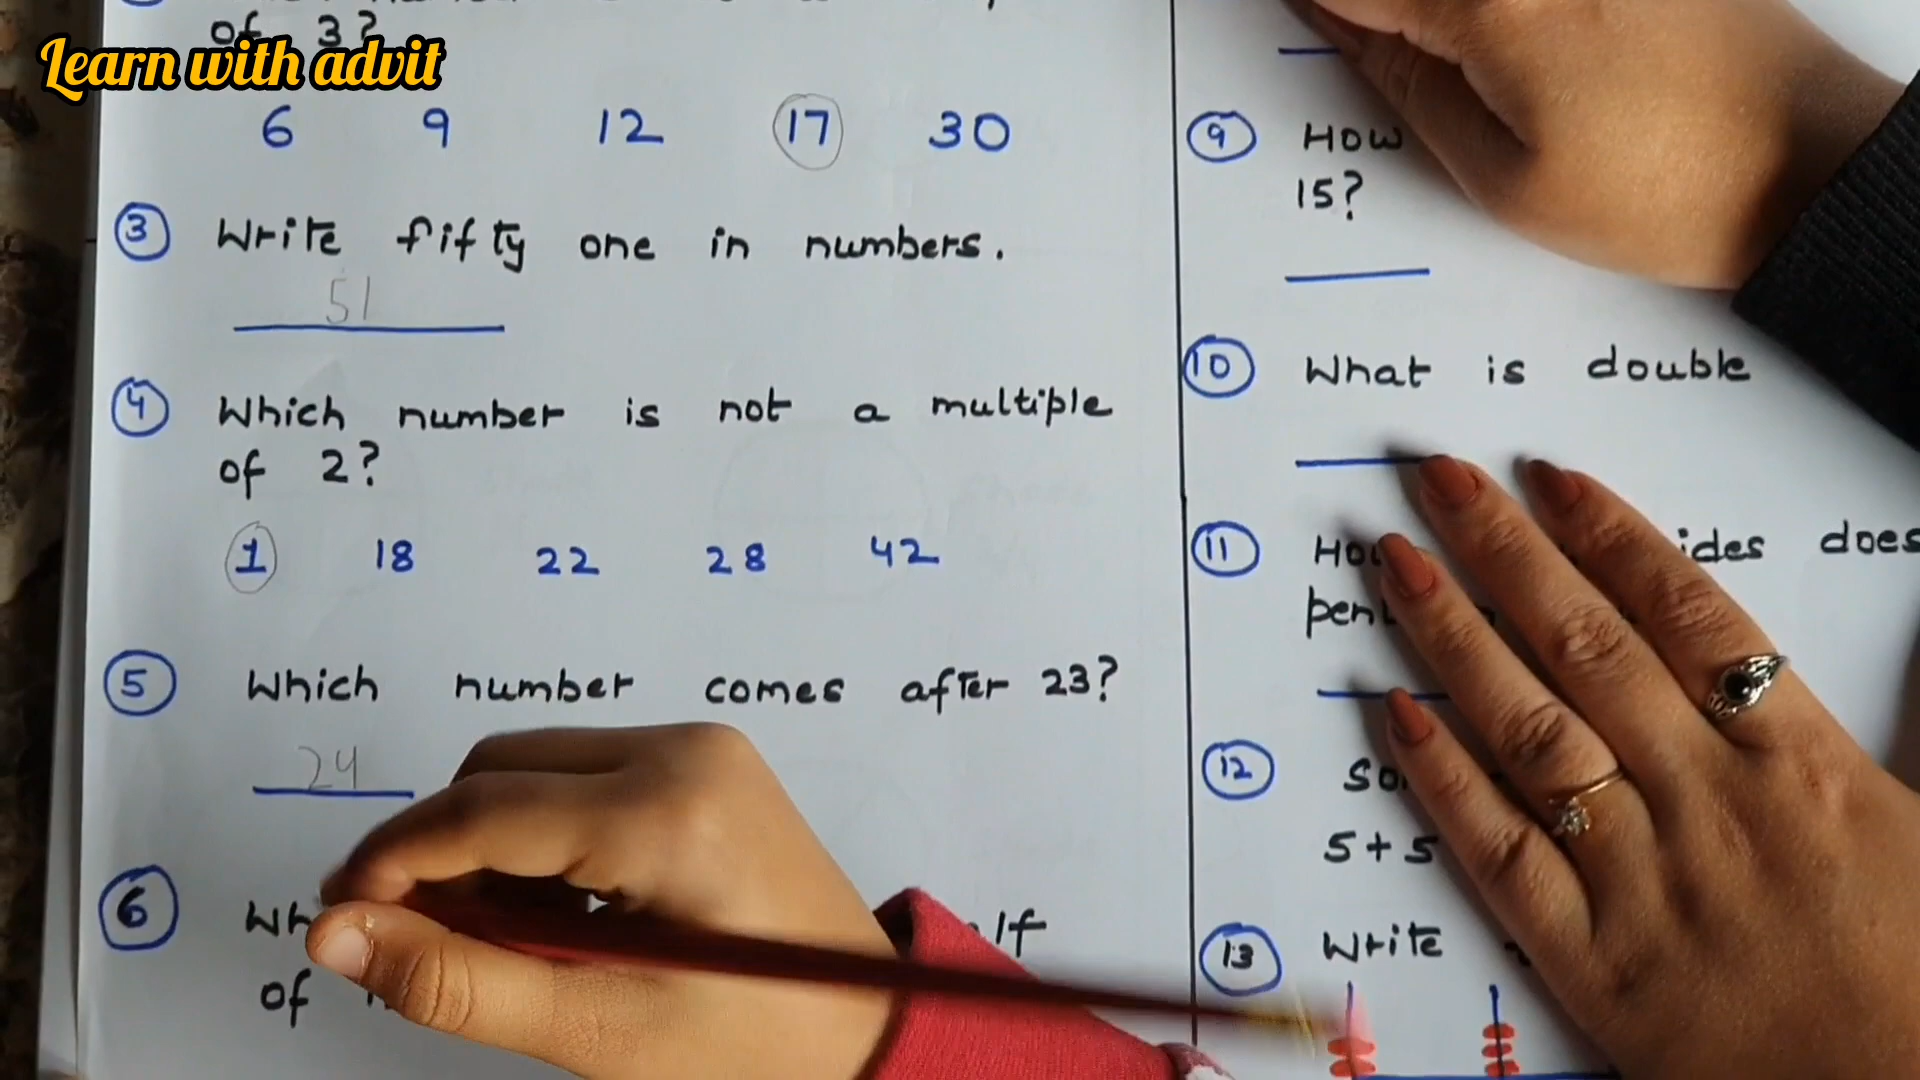 of 3?
Learn with advit
6 9 12 17 30
3 Write fifty one in numbers.
51
4 Which number is not a multiple
of 2?
1 18 22 28 42
5 Which number comes after 23?
24
6
of
9 How
15?
10 What is double
11 does
12
5+5
13 Write